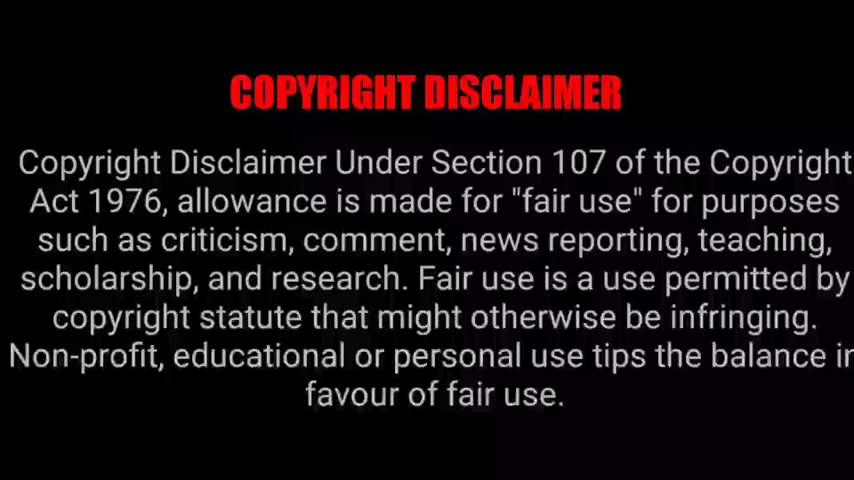 COPYRIGHT DISCLAIMER
Copyright Disclaimer Under Section 107 of the Copyright
Act 1976, allowance is made for "fair use" for purposes
such as criticism, comment, news reporting, teaching,
scholarship, and research. Fair use is a use permitted by
copyright statute that might otherwise be infringing.
Non-profit, educational or personal use tips the balance in
favour of fair use.